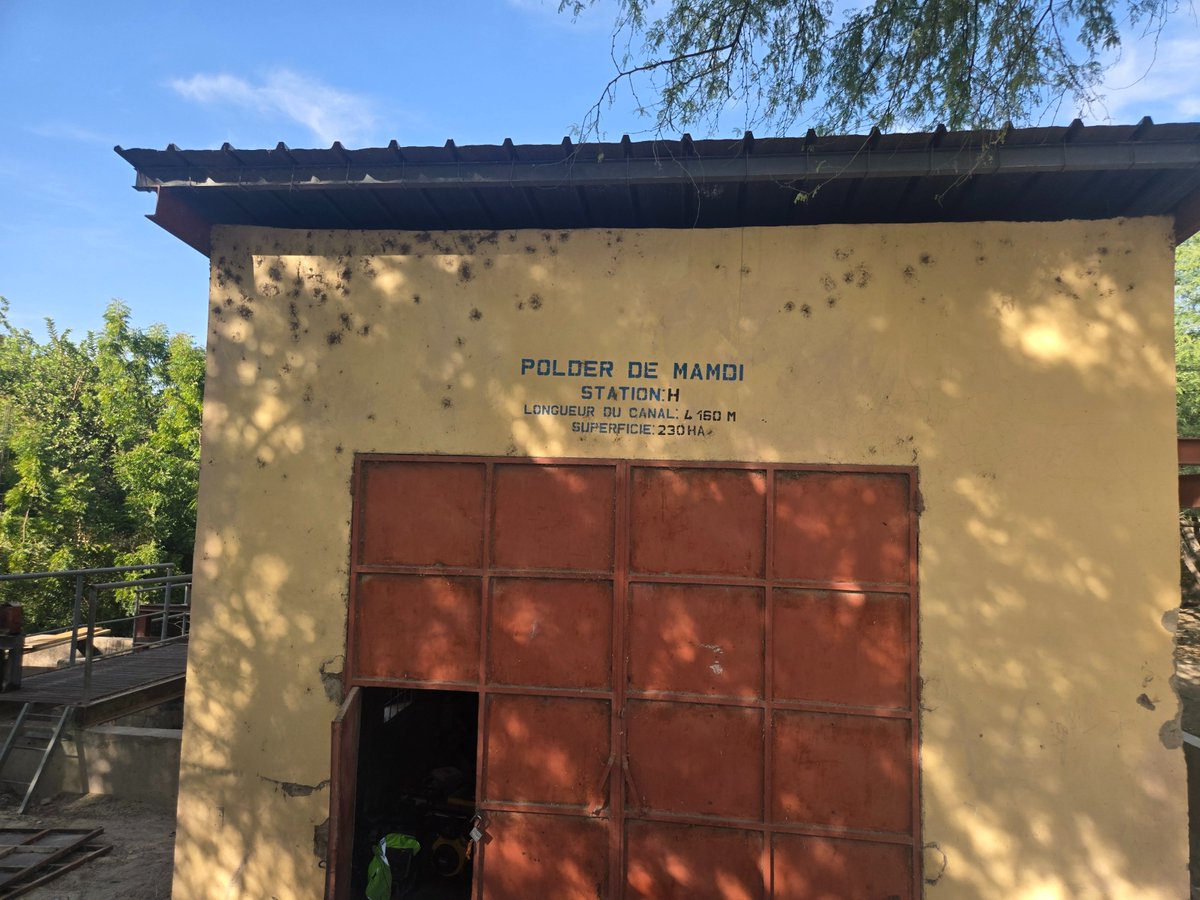 POLDER DE MAMDI
STATION: H
LONGUEUR DU CANAL: 4 160 M
SUPERFICIE: 230 HA